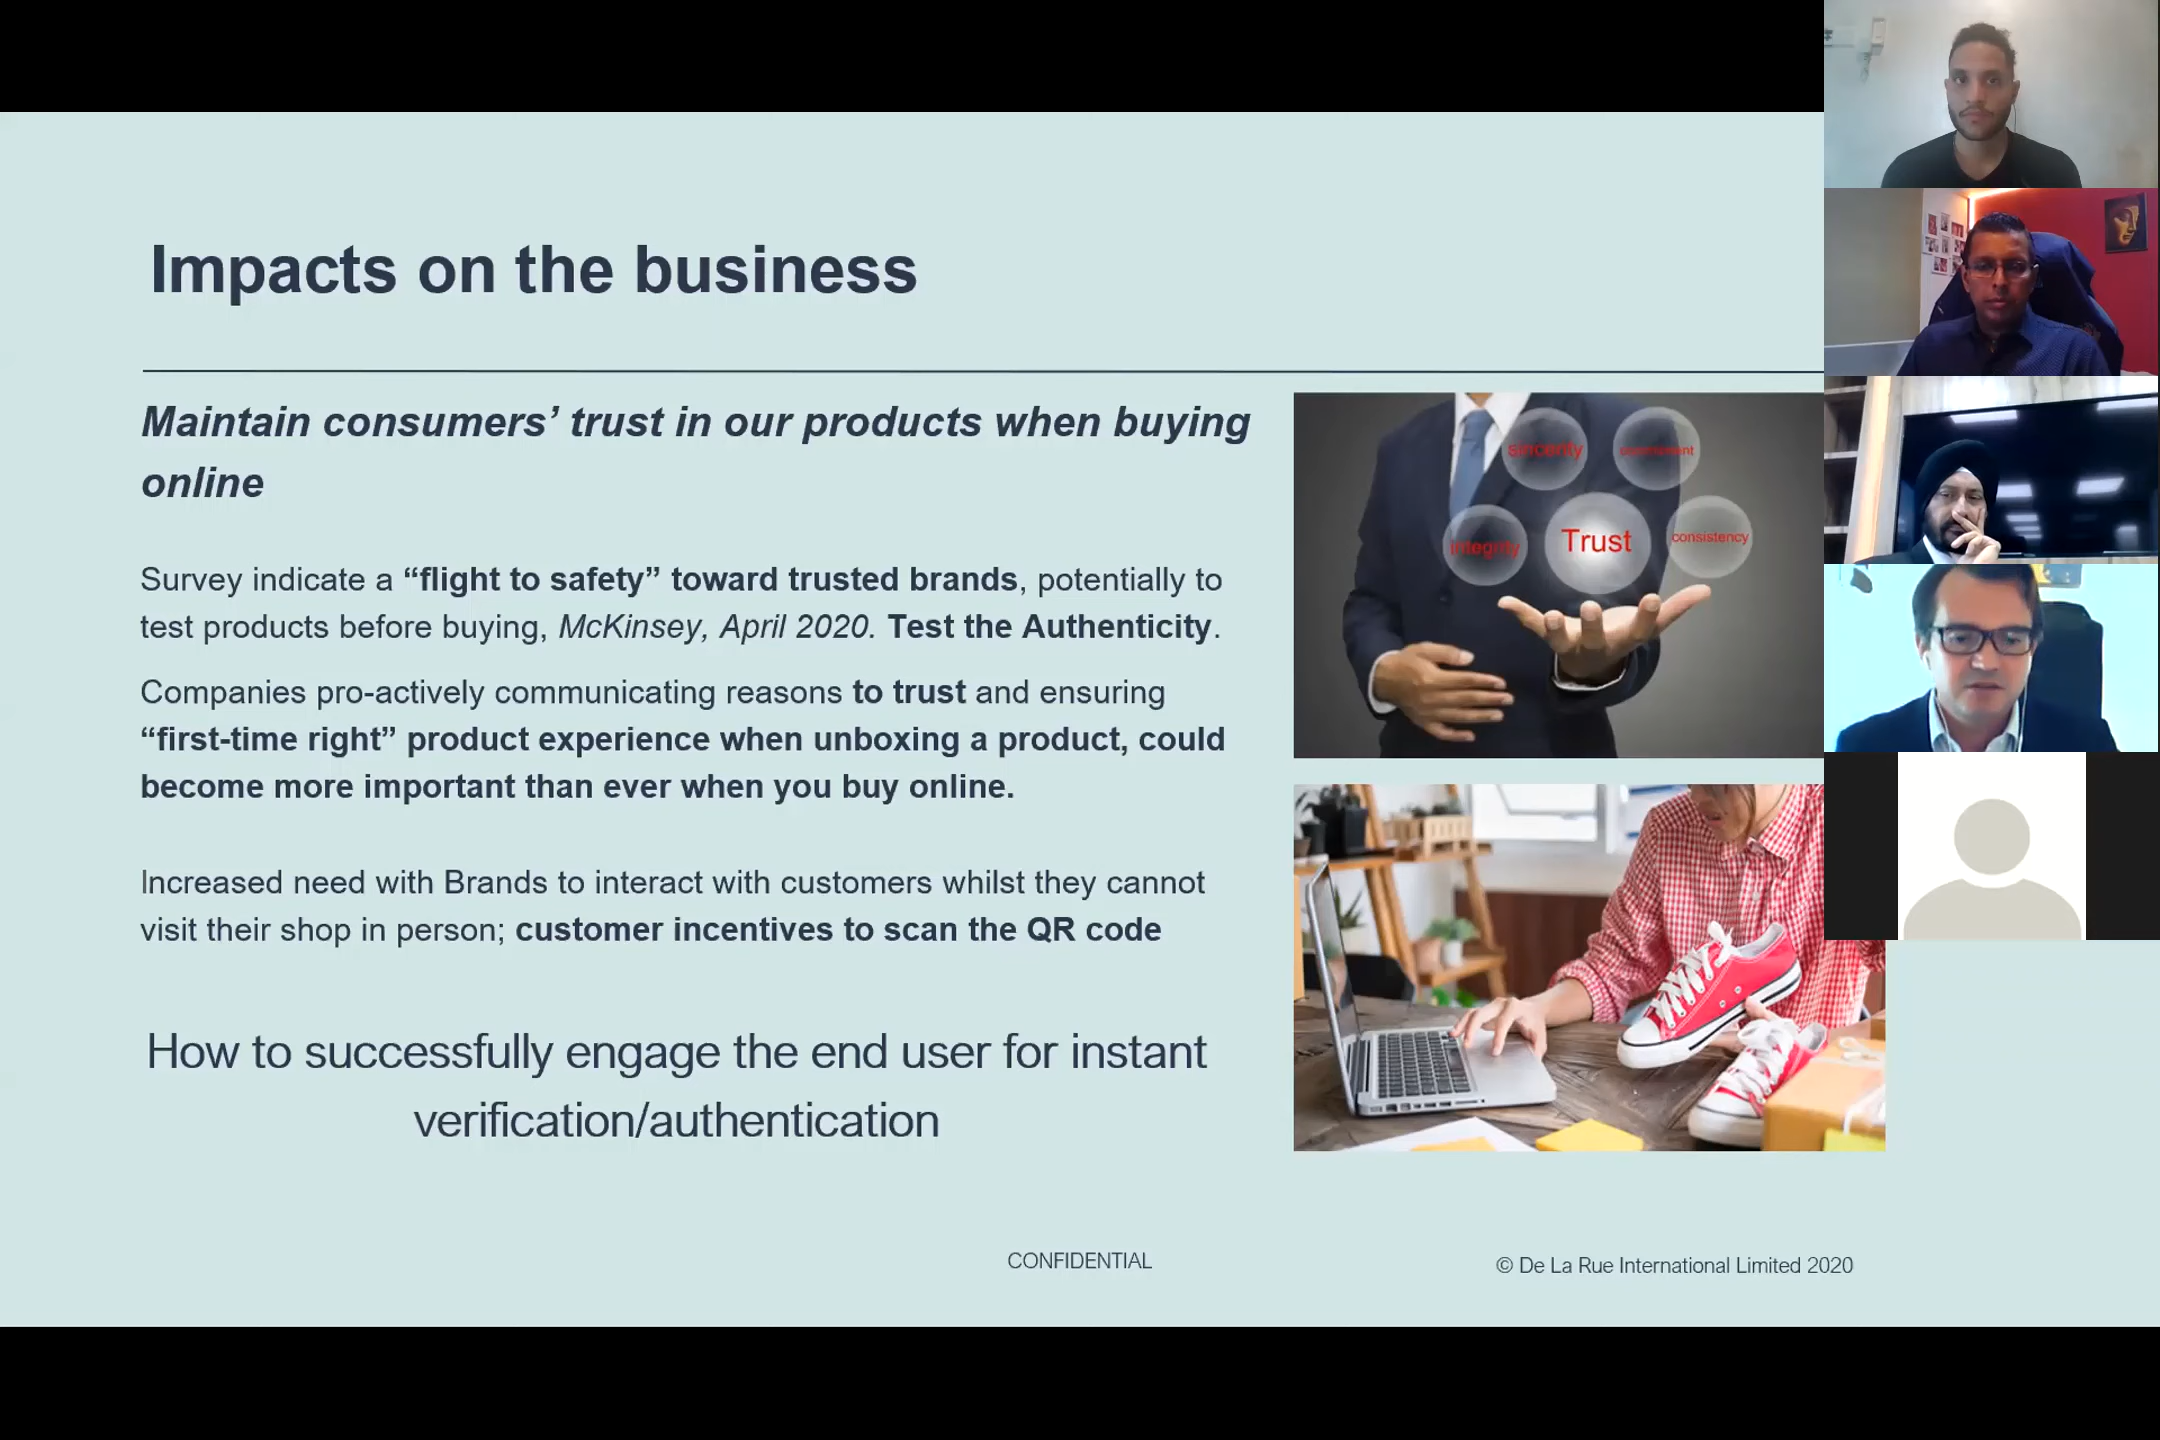 Impacts on the business
Maintain consumers’ trust in our products when buying
online
Survey indicate a “flight to safety” toward trusted brands, potentially to
test products before buying, McKinsey, April 2020. Test the Authenticity.
Companies pro-actively communicating reasons to trust and ensuring
“first-time right” product experience when unboxing a product, could
become more important than ever when you buy online.
Increased need with Brands to interact with customers whilst they cannot
visit their shop in person; customer incentives to scan the QR code
How to successfully engage the end user for instant
verification/authentication
sincerity
integrity
Trust
consistency
CONFIDENTIAL
© De La Rue International Limited 2020